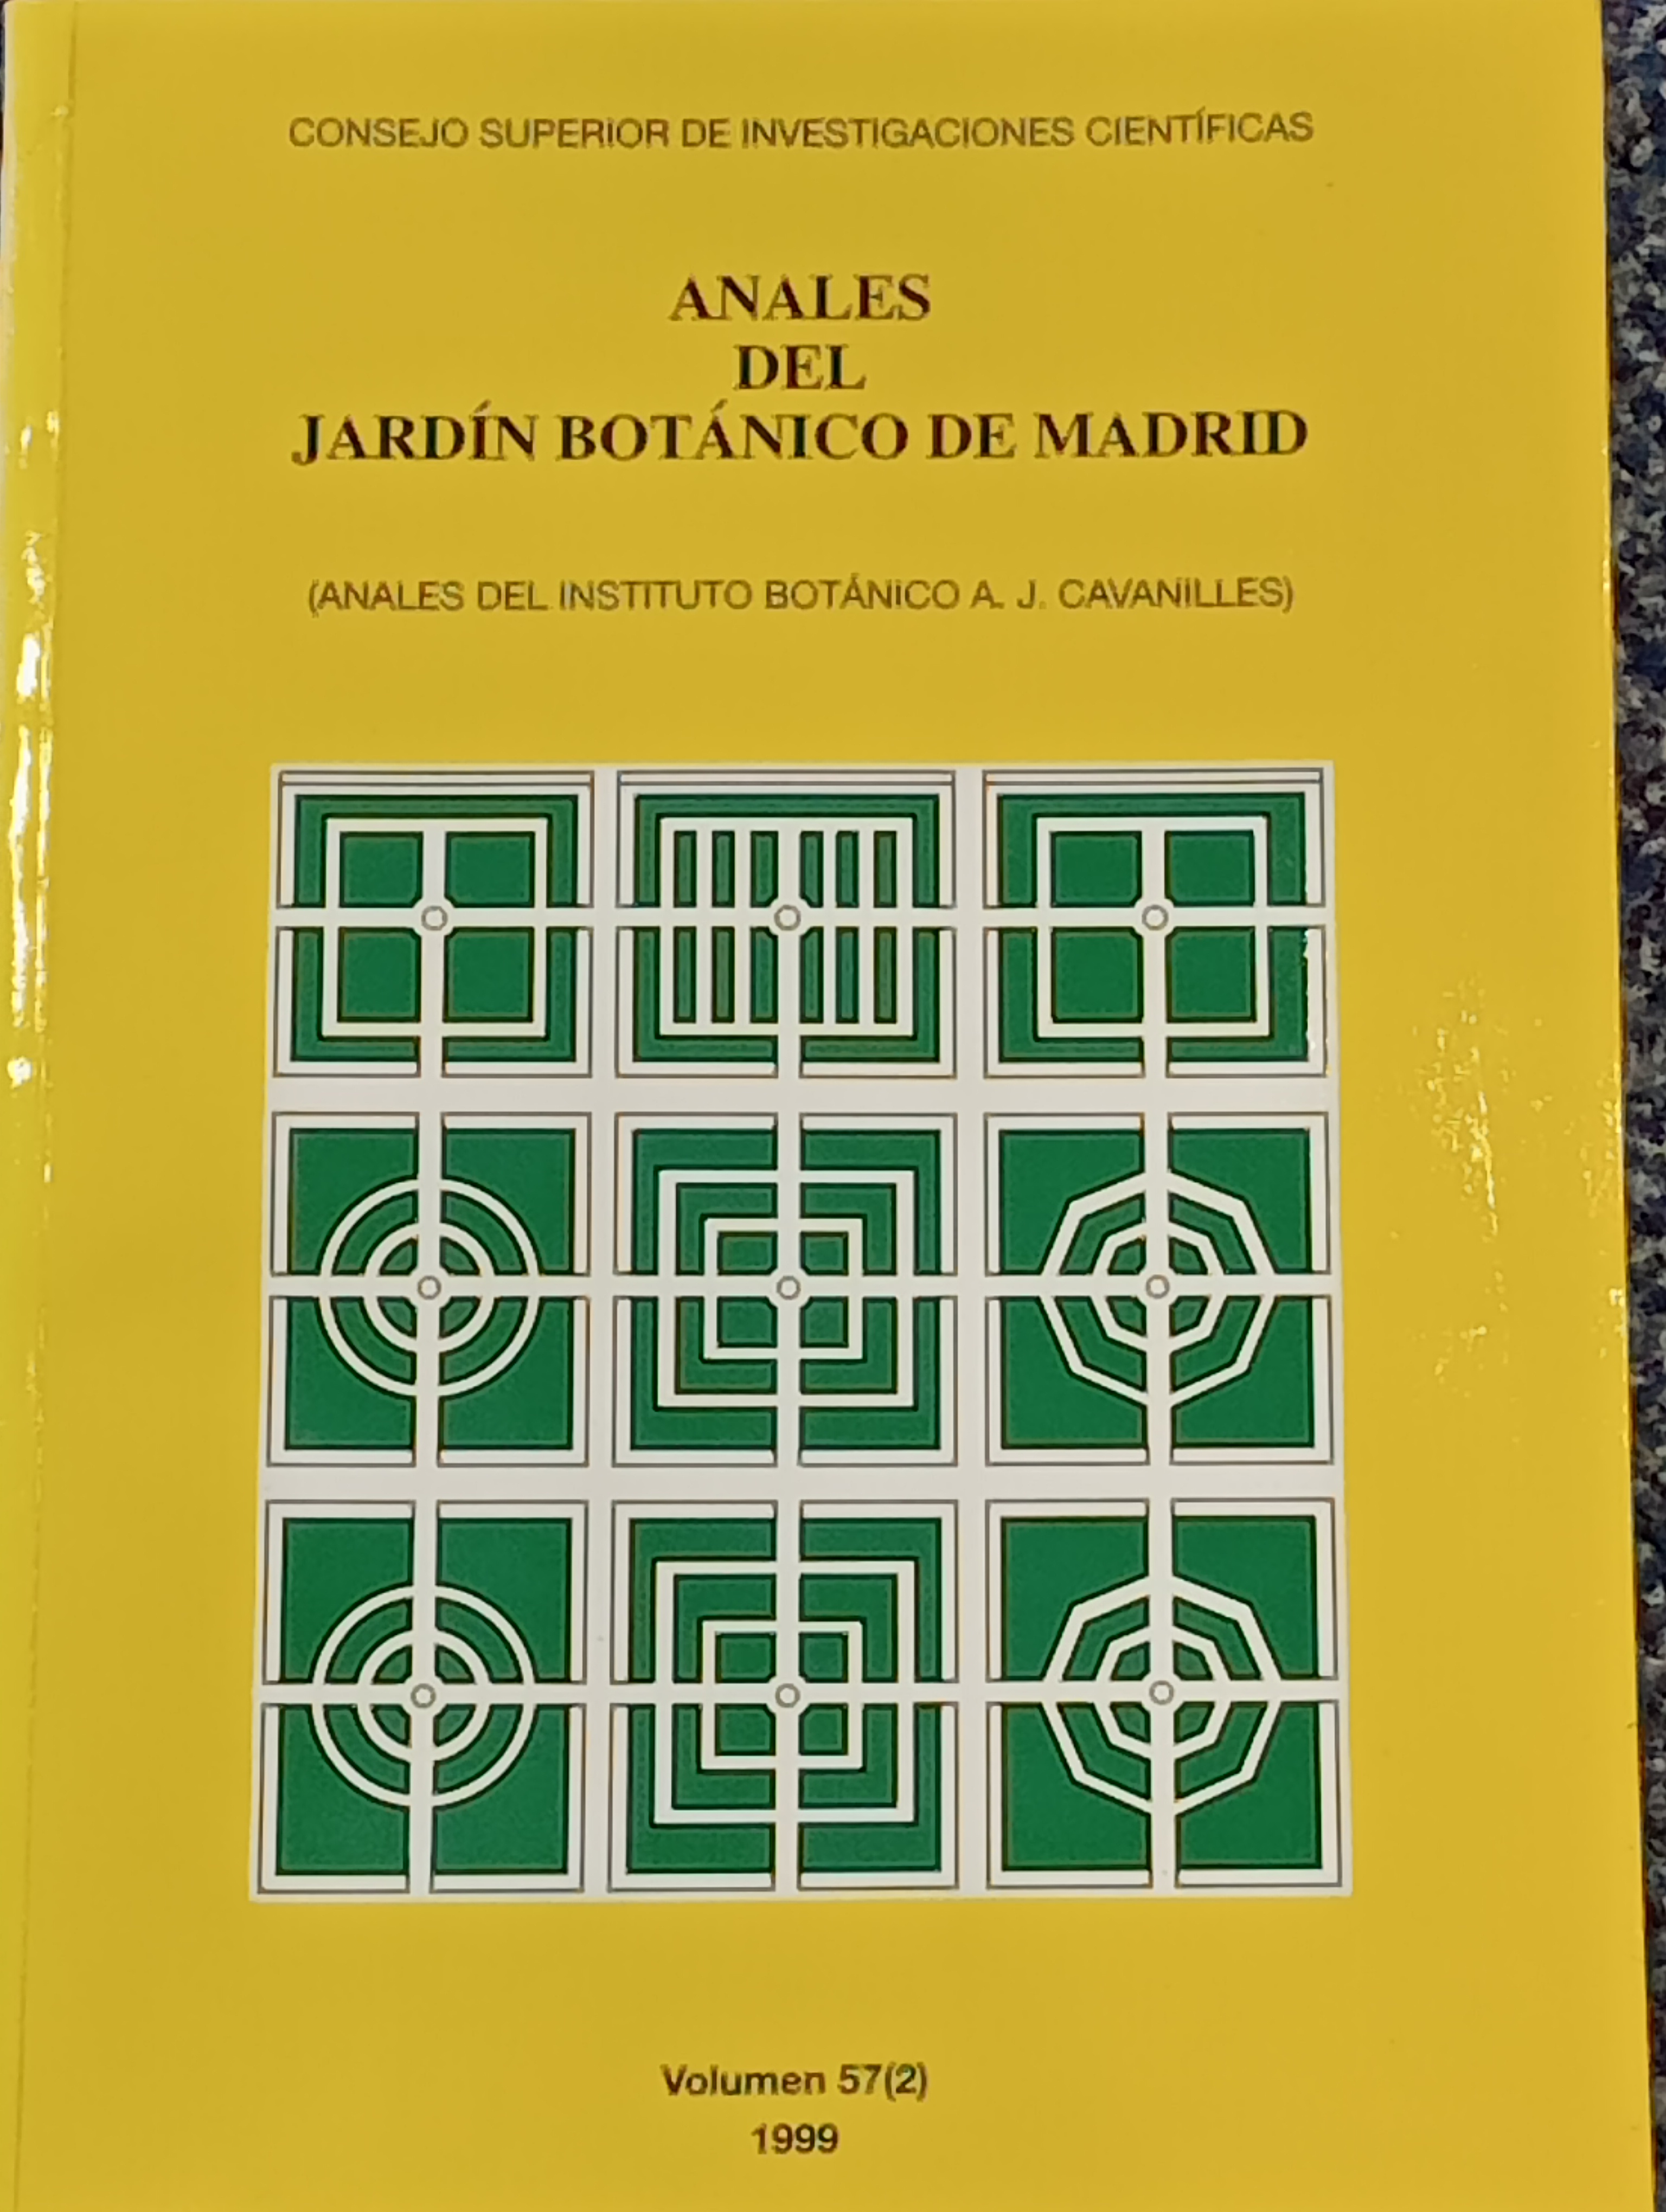 CONSEJO SUPERIOR DE INVESTIGACIONES CIENTÍFICAS
ANALES
DEL
JARDÍN BOTÁNICO DE MADRID
(ANALES DEL INSTITUTO BOTÁNICO A. J. CAVANILLES)
Volumen 57(2)
1999